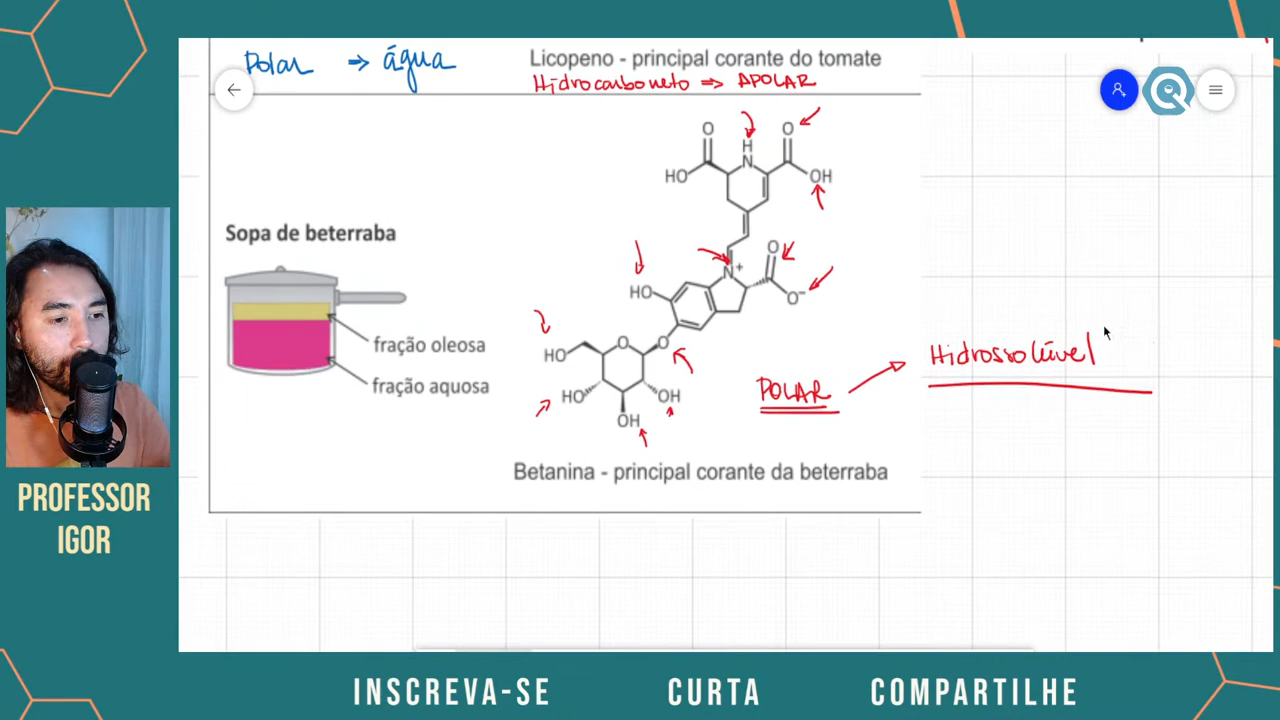 Polar => água
Licopeno - principal corante do tomate
Hidrocarboneto => APOLAR
O
O
H
N
HO
OH
Sopa de beterraba
O
N+
HO
O-
fração oleosa
O
O
HO
fração aquosa
HO
OH
OH
POLAR
Hidrossolúvel
Betanina - principal corante da beterraba
PROFESSOR
IGOR
INSCREVA-SE CURTA COMPARTILHE